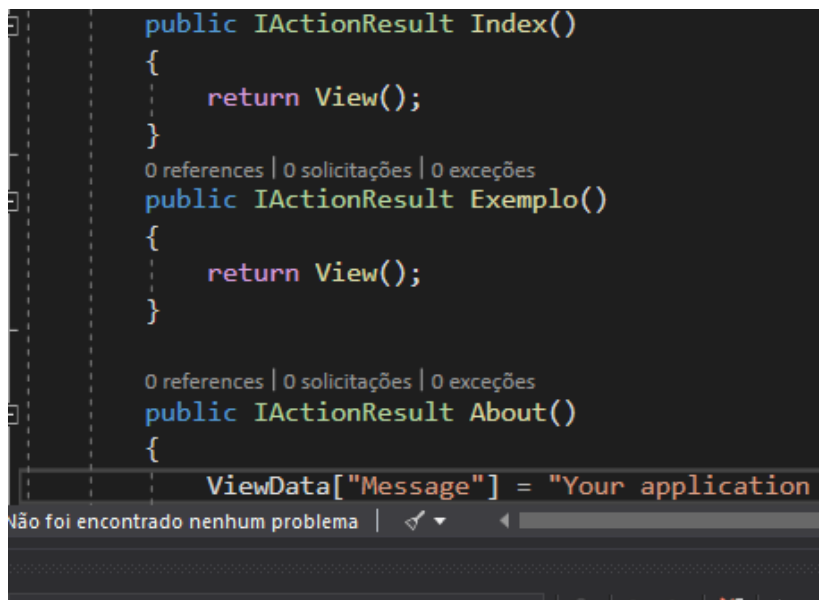 public IActionResult Index()
{
return View();
}
0 references | 0 solicitações | 0 exceções
public IActionResult Exemplo()
{
return View();
}
0 references | 0 solicitações | 0 exceções
public IActionResult About()
{
ViewData["Message"] = "Your application
Não foi encontrado nenhum problema